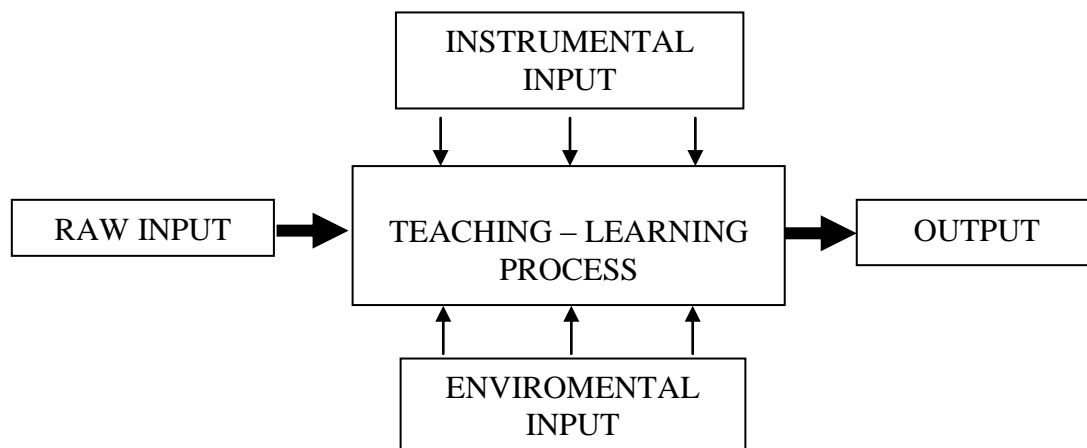 INSTRUMENTAL
INPUT
RAW INPUT
TEACHING – LEARNING
PROCESS
OUTPUT
ENVIROMENTAL
INPUT